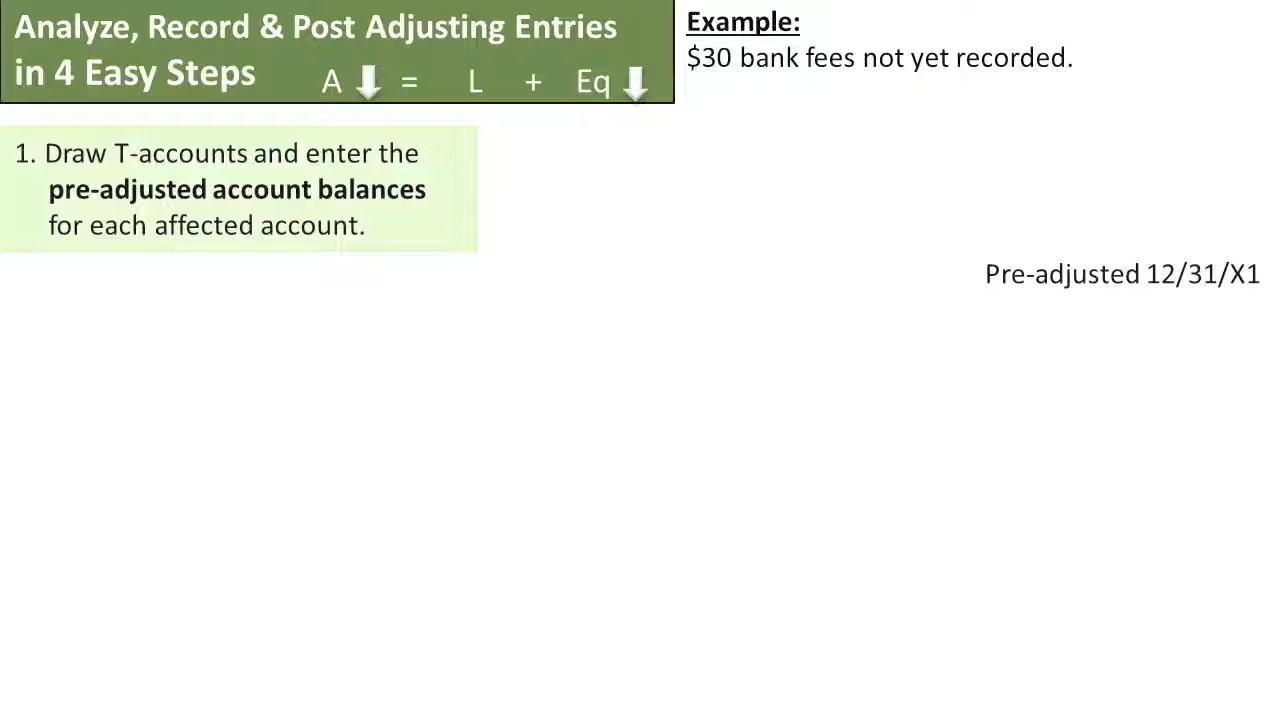 Analyze, Record & Post Adjusting Entries
in 4 Easy Steps
A = L + Eq
Example:
$30 bank fees not yet recorded.
1. Draw T-accounts and enter the
pre-adjusted account balances
for each affected account.
Pre-adjusted 12/31/X1